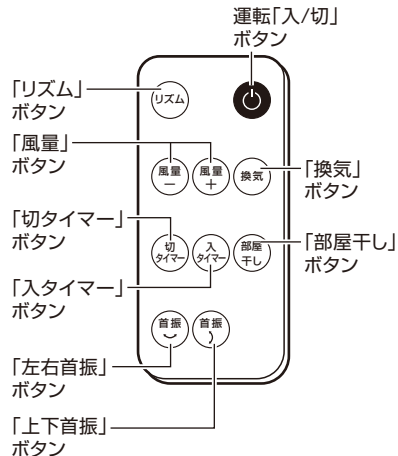 運転「入/切」
ボタン
「リズム」
ボタン
リズム
「風量」
ボタン
風量
－
風量
＋
換気
「換気」
ボタン
「切タイマー」
ボタン
切
タイマー
入
タイマー
部屋
干し
「部屋干し」
ボタン
「入タイマー」
ボタン
首振
首振
「左右首振」
ボタン
「上下首振」
ボタン